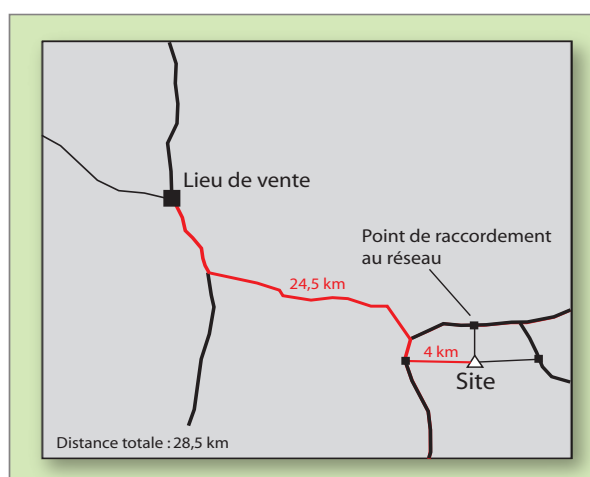 Lieu de vente
Point de raccordement
au réseau
24,5 km
4 km
Site
Distance totale : 28,5 km